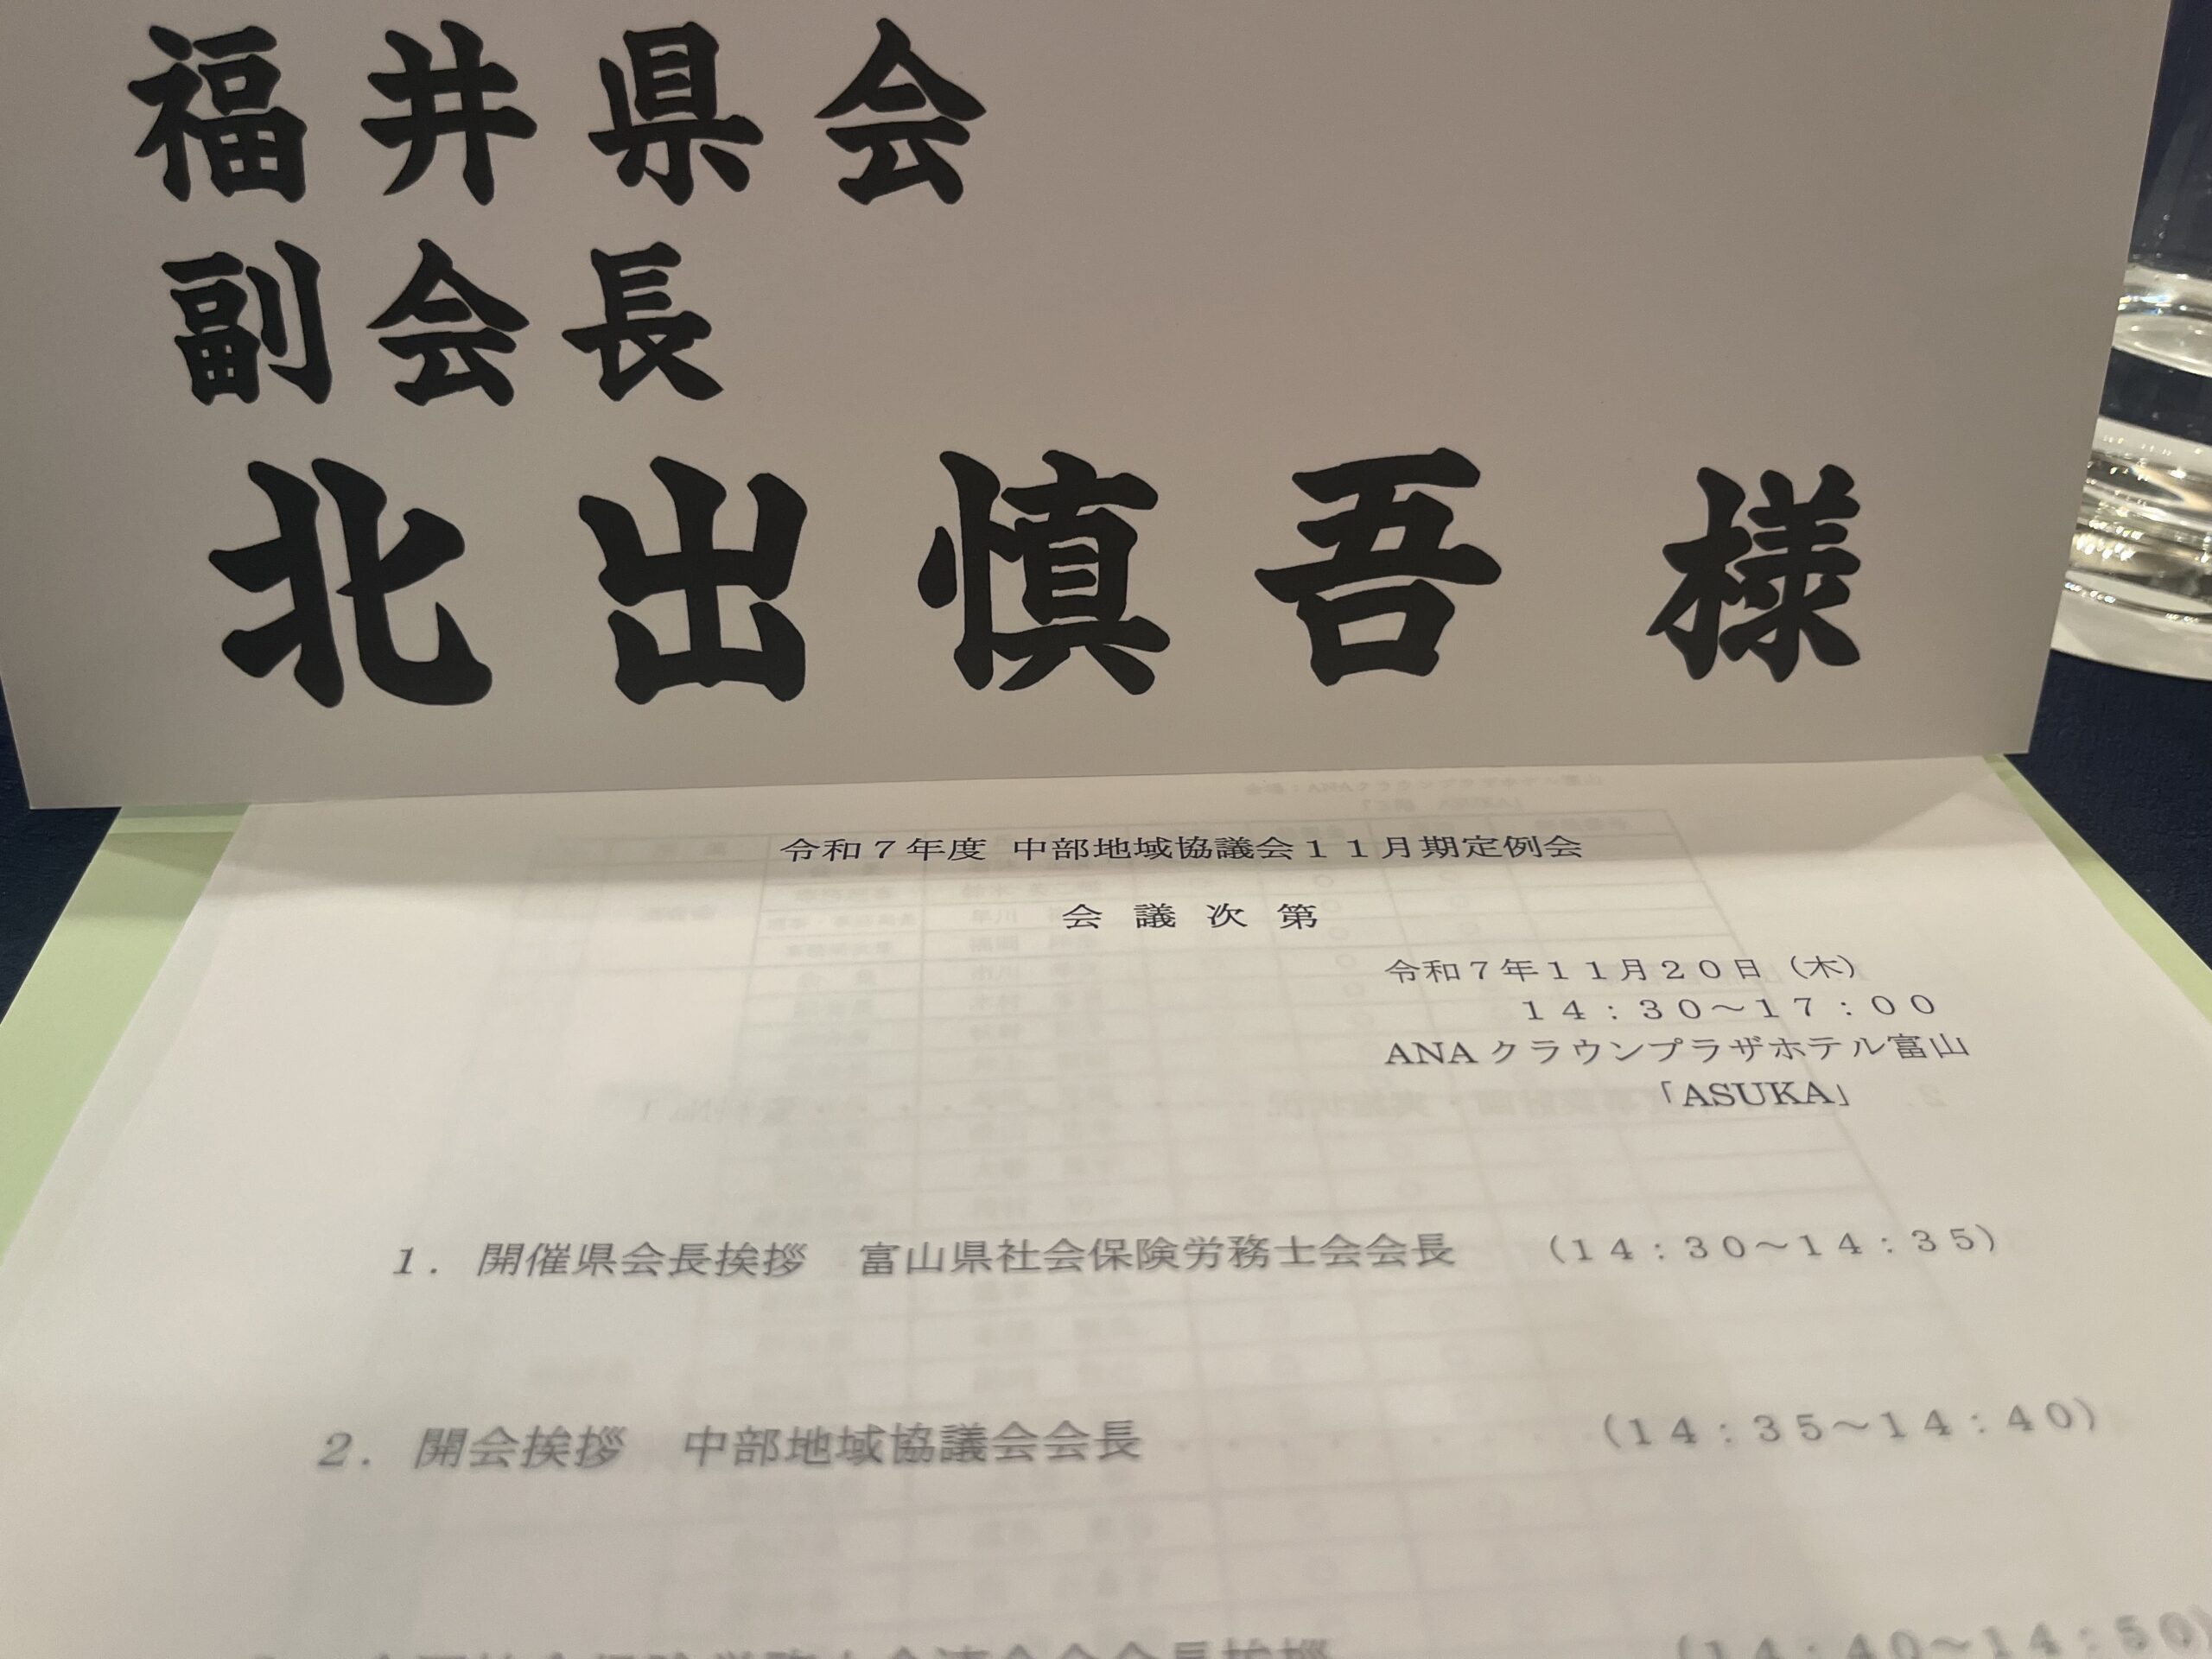 福井県会
副会長
北出慎吾 様
令和７年度 中部地域協議会１１月期定例会
会議次第
令和７年１１月２０日（木）
１４：３０～１７：００
ANAクラウンプラザホテル富山
「ASUKA」
１．開催県会長挨拶 富山県社会保険労務士会会長 （１４：３０～１４：３５）
２．開会挨拶 中部地域協議会会長 （１４：３５～１４：４０）
（１４：４０～１４：５０）